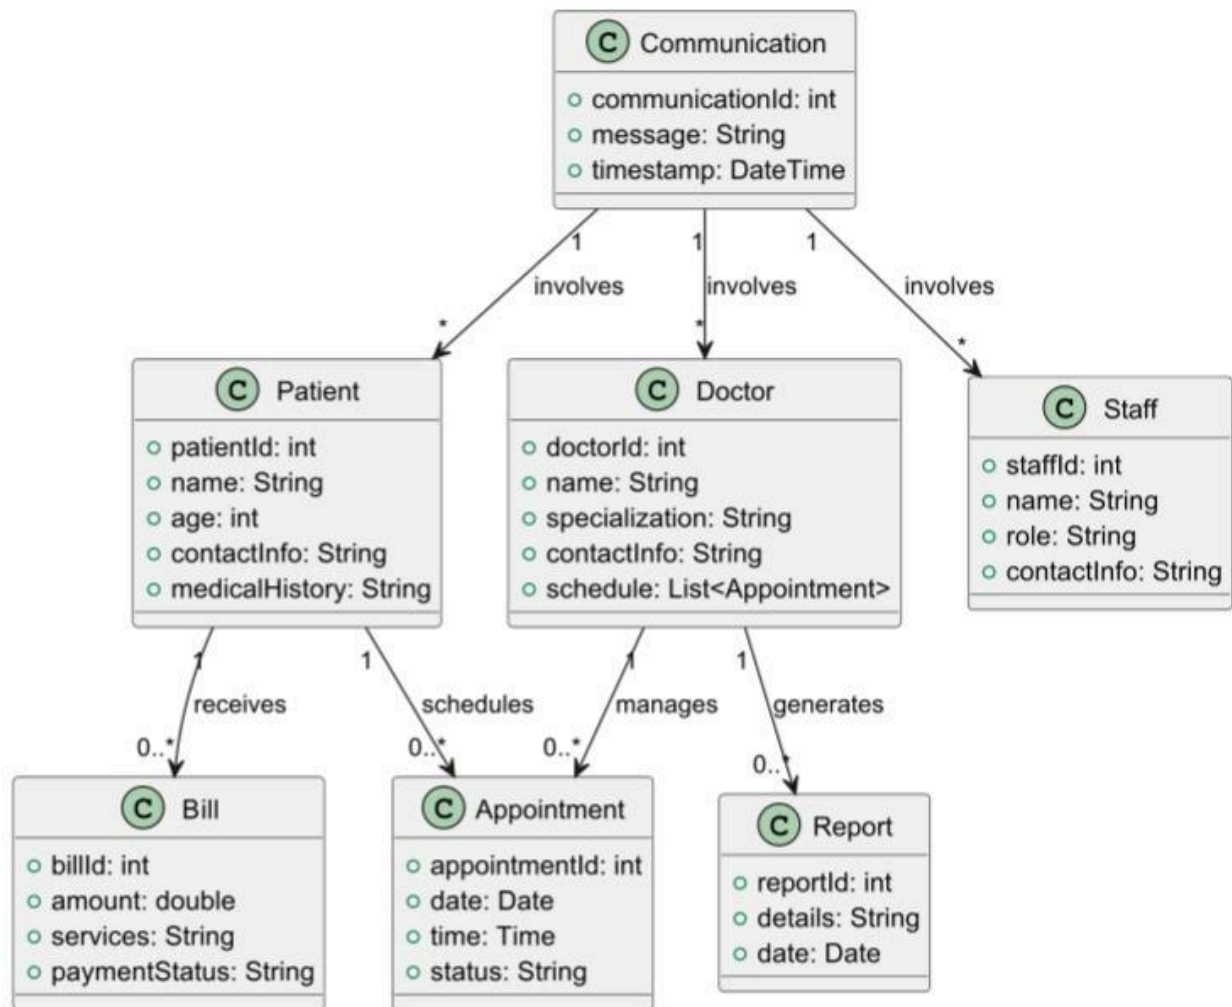 C Communication
communicationId: int
message: String
timestamp: DateTime
1 1 1
involves involves involves
* * *
C Patient
patientId: int
name: String
age: int
contactInfo: String
medicalHistory: String
C Doctor
doctorId: int
name: String
specialization: String
contactInfo: String
schedule: List<Appointment>
C Staff
staffId: int
name: String
role: String
contactInfo: String
1 1 1 1
receives schedules manages generates
0..* 0..* 0..* 0..*
C Bill
billId: int
amount: double
services: String
paymentStatus: String
C Appointment
appointmentId: int
date: Date
time: Time
status: String
C Report
reportId: int
details: String
date: Date